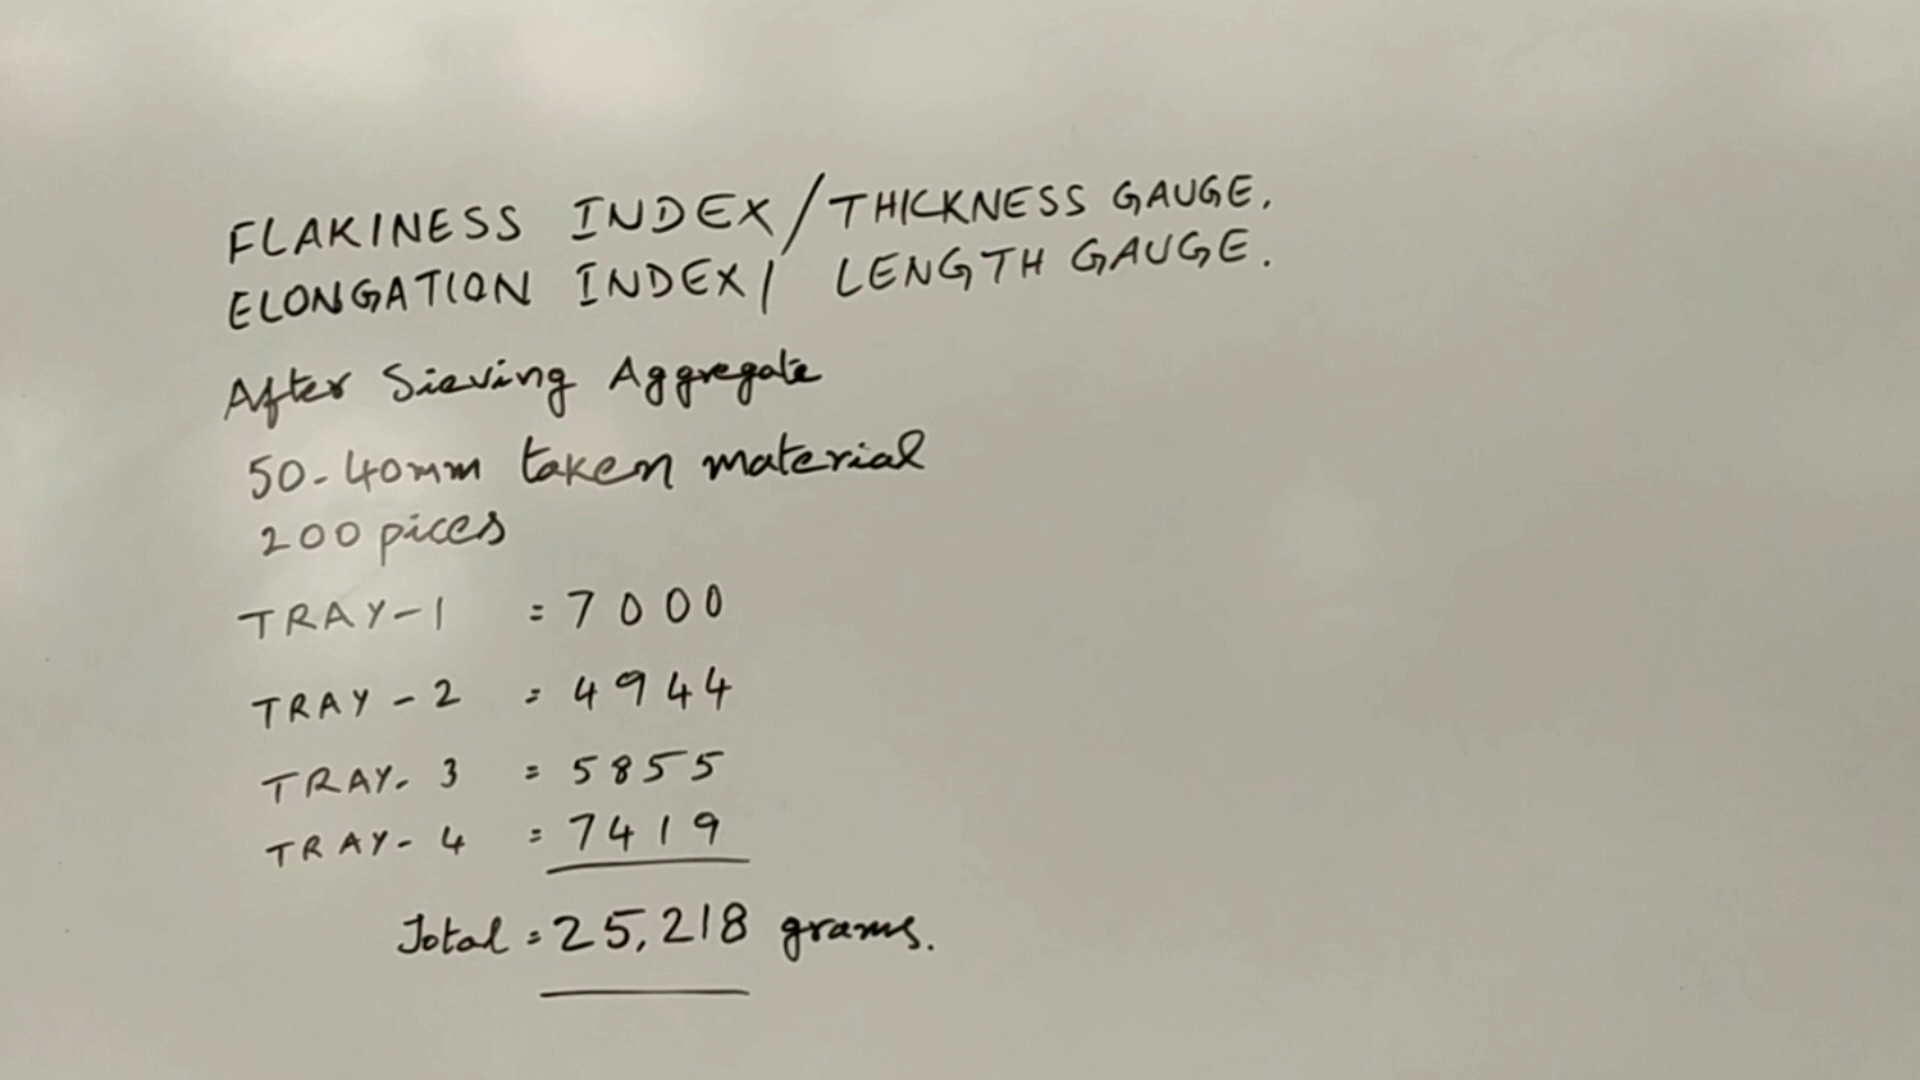 FLAKINESS INDEX/THICKNESS GAUGE.
ELONGATION INDEX/ LENGTH GAUGE.
After Sieving Aggregate
50-40mm taken material
200 pices
TRAY-1 = 7000
TRAY-2 = 4944
TRAY-3 = 5855
TRAY-4 = 7419
Total = 25,218 grams.